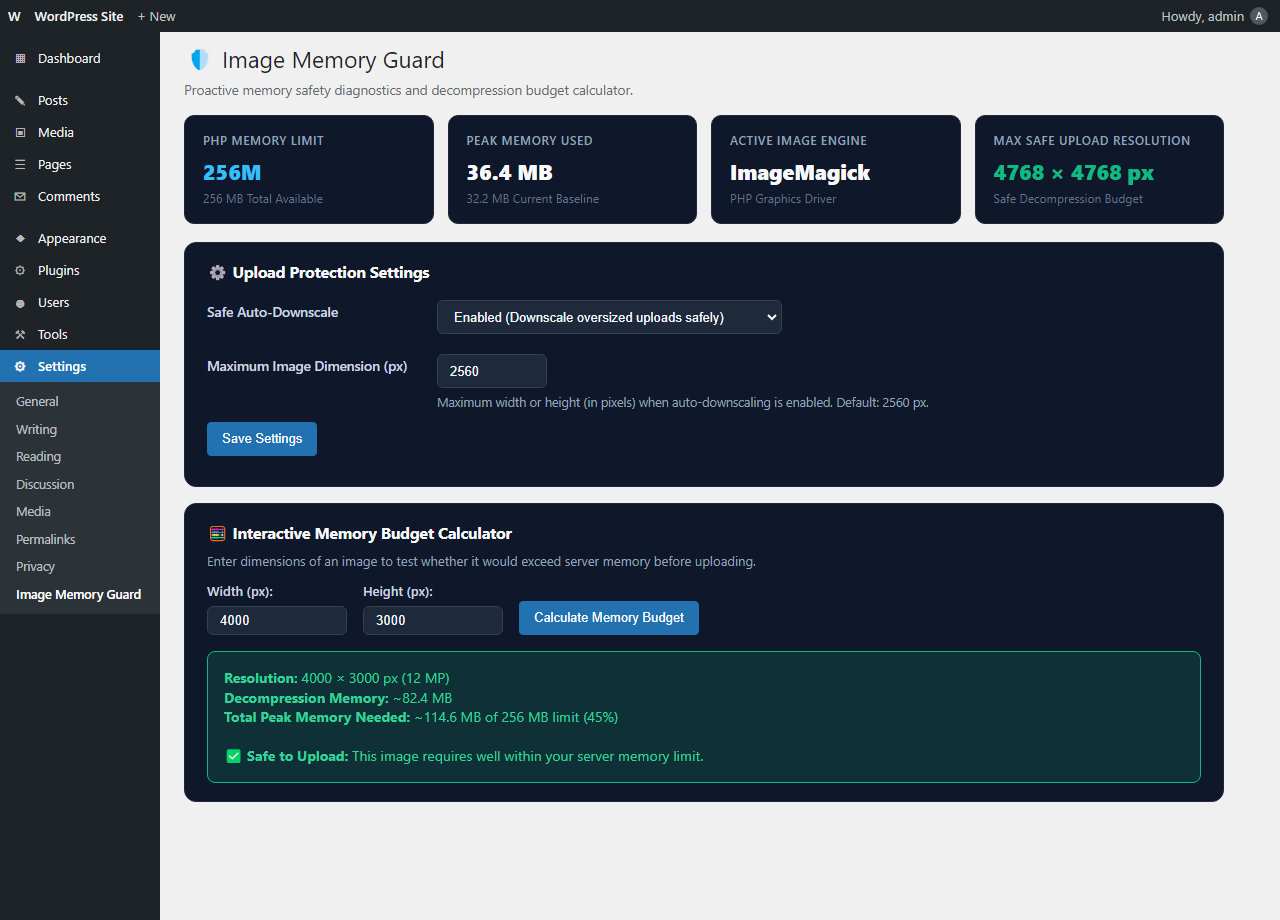 W WordPress Site + New Howdy, admin A
Dashboard
Posts
Media
Pages
Comments
Appearance
Plugins
Users
Tools
Settings
General
Writing
Reading
Discussion
Media
Permalinks
Privacy
Image Memory Guard
Image Memory Guard
Proactive memory safety diagnostics and decompression budget calculator.
PHP MEMORY LIMIT
256M
256 MB Total Available
PEAK MEMORY USED
36.4 MB
32.2 MB Current Baseline
ACTIVE IMAGE ENGINE
ImageMagick
PHP Graphics Driver
MAX SAFE UPLOAD RESOLUTION
4768 × 4768 px
Safe Decompression Budget
Upload Protection Settings
Safe Auto-Downscale
Enabled (Downscale oversized uploads safely)
Maximum Image Dimension (px)
2560
Maximum width or height (in pixels) when auto-downscaling is enabled. Default: 2560 px.
Save Settings
Interactive Memory Budget Calculator
Enter dimensions of an image to test whether it would exceed server memory before uploading.
Width (px):
4000
Height (px):
3000
Calculate Memory Budget
Resolution: 4000 × 3000 px (12 MP)
Decompression Memory: ~82.4 MB
Total Peak Memory Needed: ~114.6 MB of 256 MB limit (45%)
✅ Safe to Upload: This image requires well within your server memory limit.